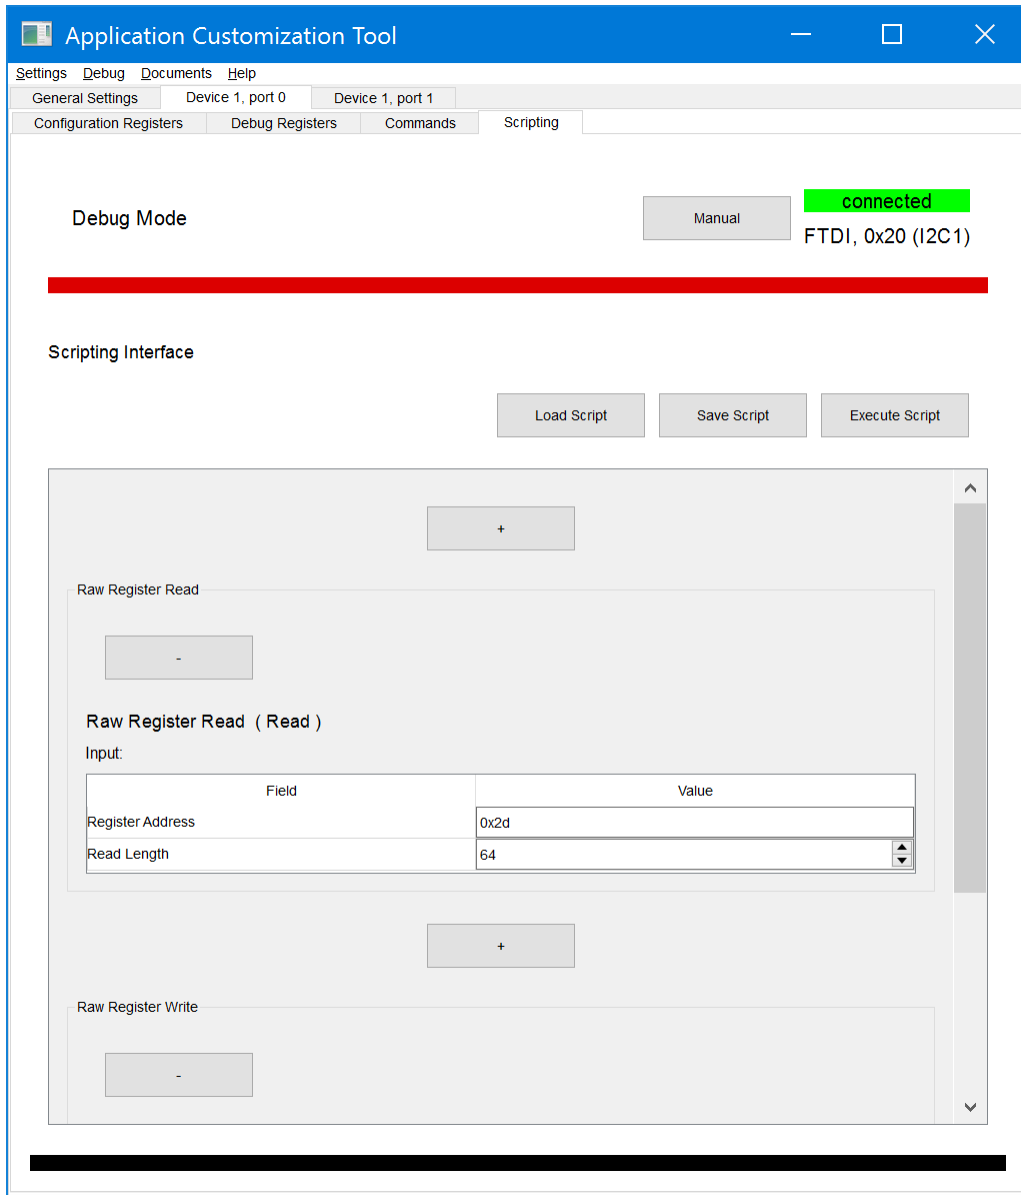 Application Customization Tool
Settings Debug Documents Help
General Settings Device 1, port 0 Device 1, port 1
Configuration Registers Debug Registers Commands Scripting
connected
Debug Mode Manual
FTDI, 0x20 (I2C1)
Scripting Interface
Load Script Save Script Execute Script
+
Raw Register Read
-
Raw Register Read ( Read )
Input:
Field Value
Register Address 0x2d
Read Length 64
+
Raw Register Write
-